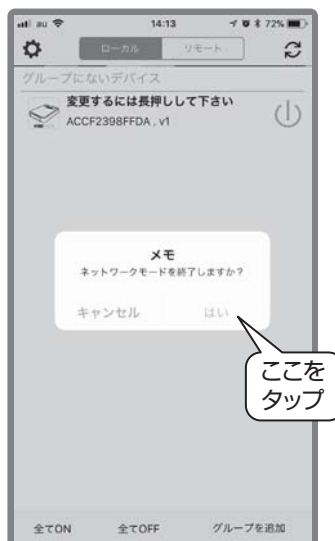 au 14:13 72%
ローカル リモート
グループにないデバイス
変更するには長押しして下さい
ACCF2398FFDA , v1
メモ
ネットワークモードを終了しますか？
キャンセル はい
ここを
タップ
全てON 全てOFF グループを追加